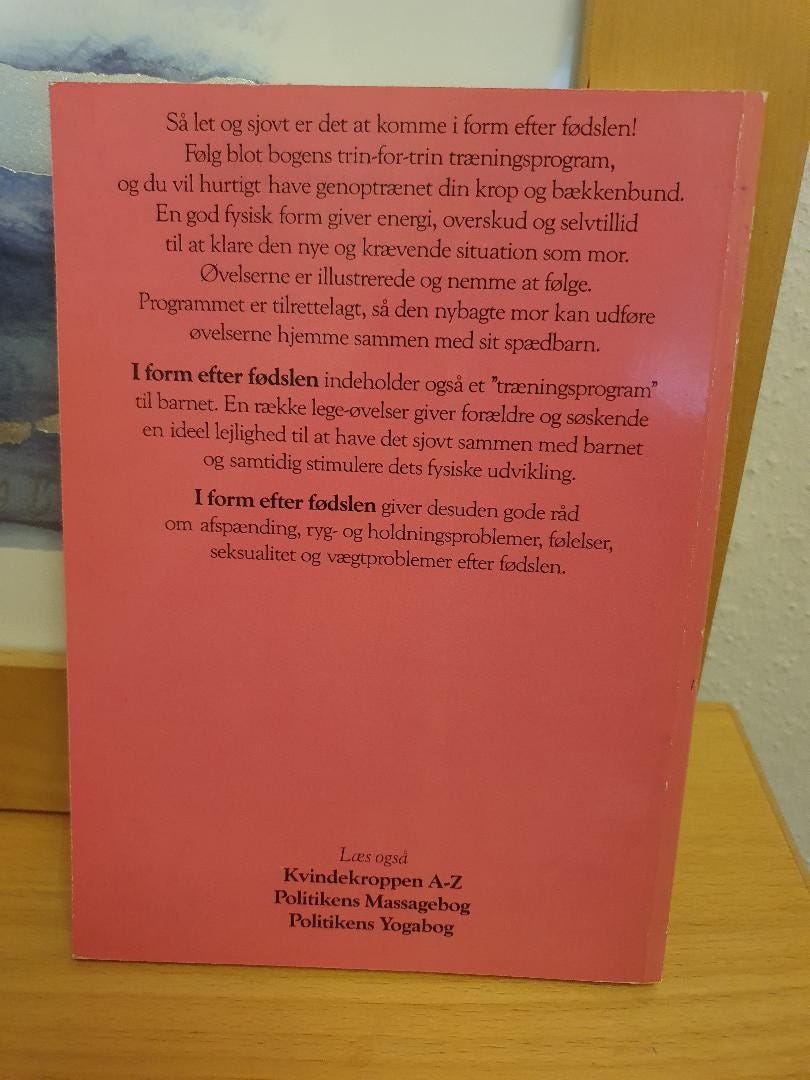 Så let og sjovt er det at komme i form efter fødslen!
Følg blot bogens trin-for-trin træningsprogram,
og du vil hurtigt have genoptrænet din krop og bækkenbund.
En god fysisk form giver energi, overskud og selvtillid
til at klare den nye og krævende situation som mor.
Øvelserne er illustrerede og nemme at følge.
Programmet er tilrettelagt, så den nybagte mor kan udføre
øvelserne hjemme sammen med sit spædbarn.
I form efter fødslen indeholder også et "træningsprogram"
til barnet. En række lege-øvelser giver forældre og søskende
en ideel lejlighed til at have det sjovt sammen med barnet
og samtidig stimulere dets fysiske udvikling.
I form efter fødslen giver desuden gode råd
om afspænding, ryg- og holdningsproblemer, følelser,
seksualitet og vægtproblemer efter fødslen.
Læs også
Kvindekroppen A-Z
Politikens Massagebog
Politikens Yogabog